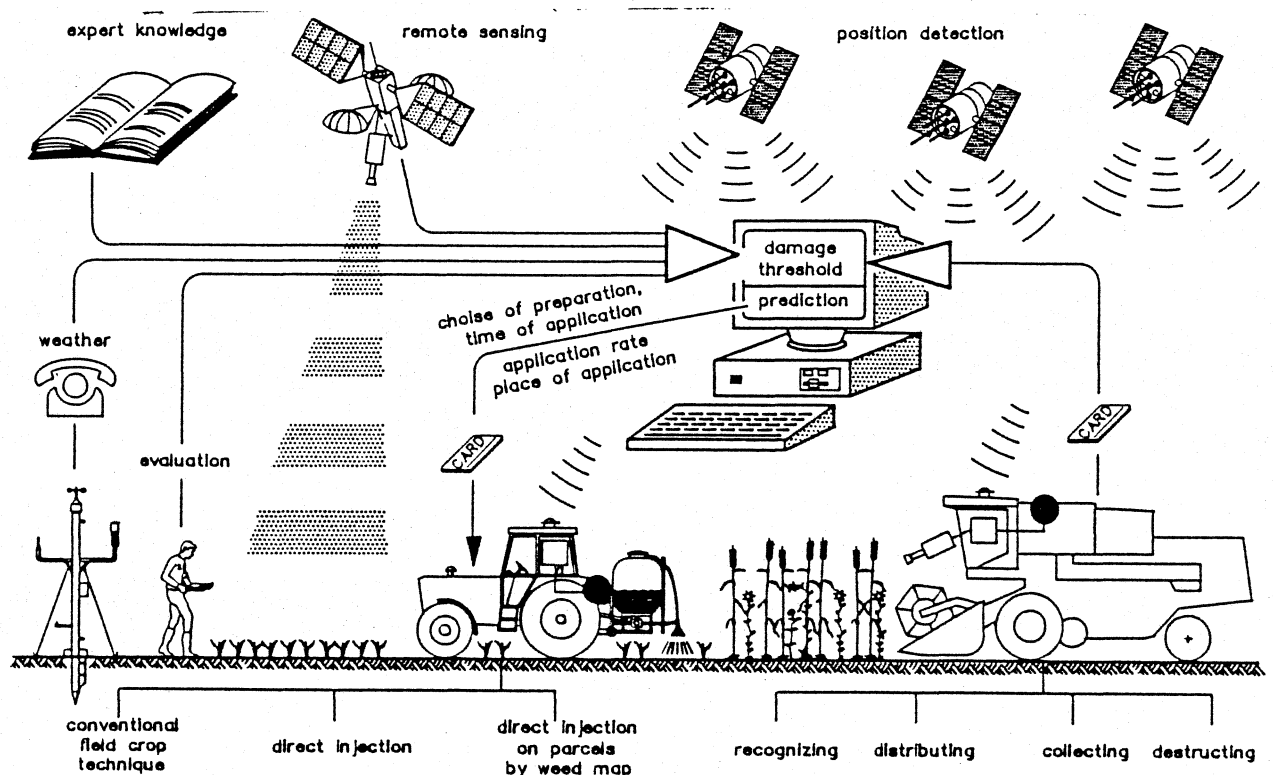 expert knowledge
remote sensing
position detection
damage
threshold
prediction
choise of preparation,
time of application
application rate
place of application
weather
evaluation
CARD
CARD
conventional
field crop
technique
direct injection
direct injection
on parcels
by weed map
recognizing
distributing
collecting
destructing